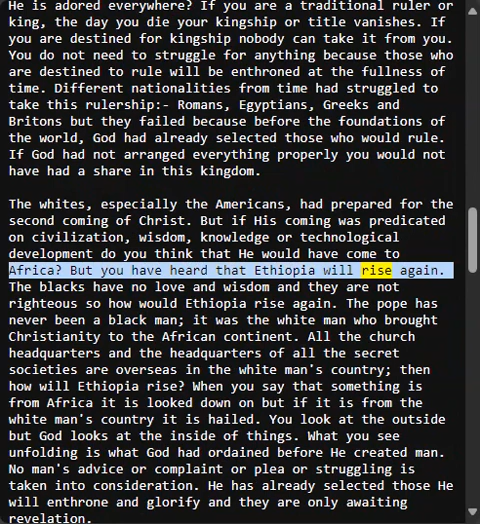 He is adored everywhere? If you are a traditional ruler or
king, the day you die your kingship or title vanishes. If
you are destined for kingship nobody can take it from you.
You do not need to struggle for anything because those who
are destined to rule will be enthroned at the fullness of
time. Different nationalities from time had struggled to
take this rulership:- Romans, Egyptians, Greeks and
Britons but they failed because before the foundations of
the world, God had already selected those who would rule.
If God had not arranged everything properly you would not
have had a share in this kingdom.
The whites, especially the Americans, had prepared for the
second coming of Christ. But if His coming was predicated
on civilization, wisdom, knowledge or technological
development do you think that He would have come to
Africa? But you have heard that Ethiopia will rise again.
The blacks have no love and wisdom and they are not
righteous so how would Ethiopia rise again. The pope has
never been a black man; it was the white man who brought
Christianity to the African continent. All the church
headquarters and the headquarters of all the secret
societies are overseas in the white man's country; then
how will Ethiopia rise? When you say that something is
from Africa it is looked down on but if it is from the
white man's country it is hailed. You look at the outside
but God looks at the inside of things. What you see
unfolding is what God had ordained before He created man.
No man's advice or complaint or plea or struggling is
taken into consideration. He has already selected those He
will enthrone and glorify and they are only awaiting
revelation.